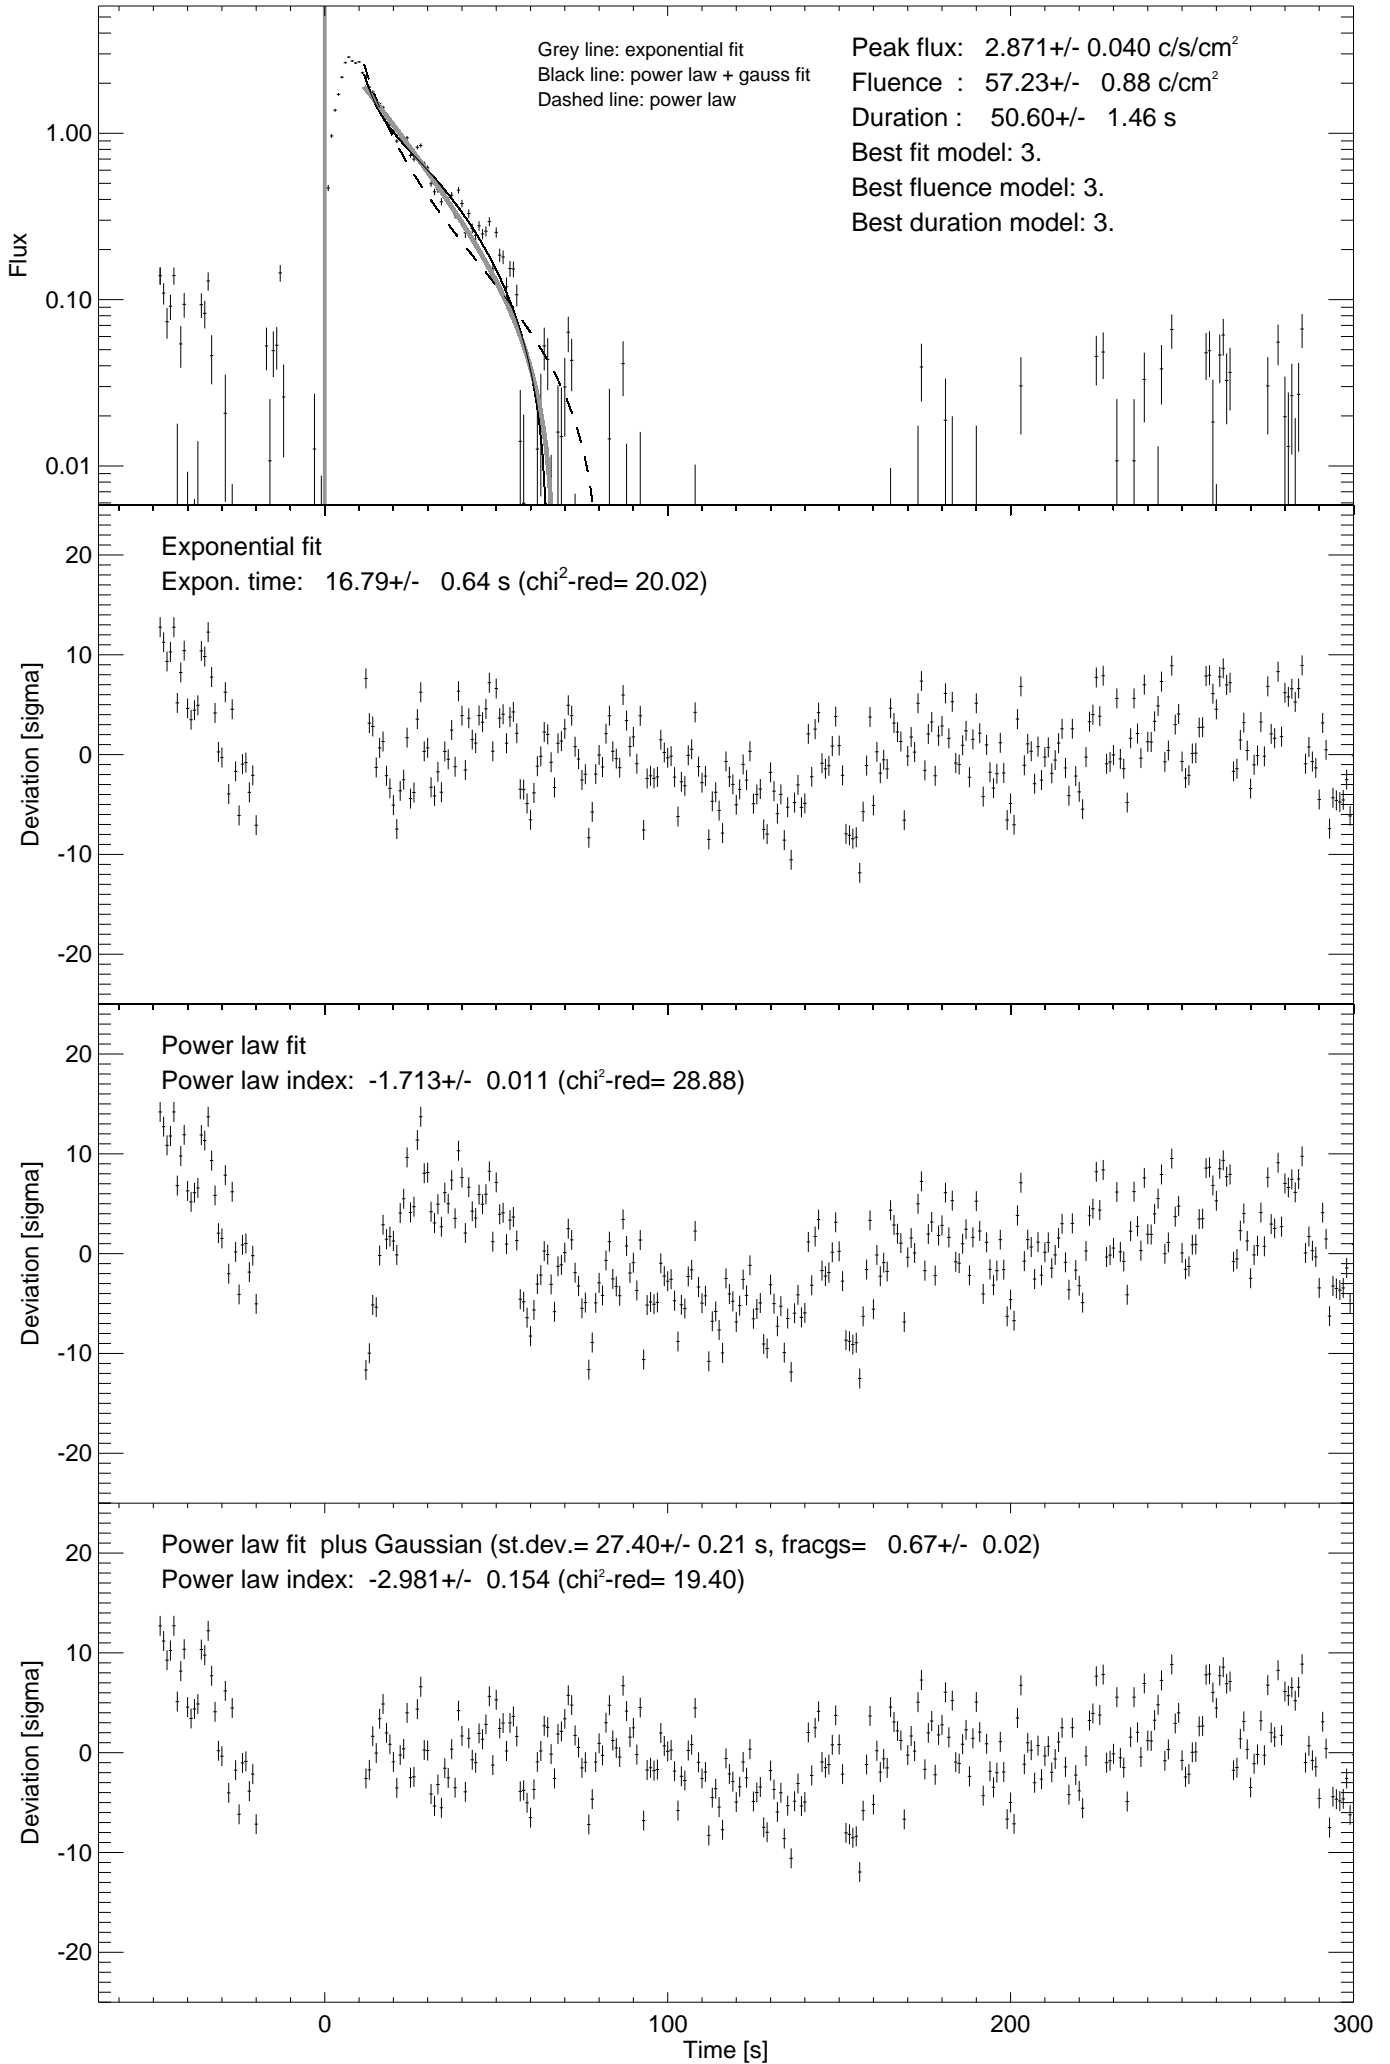 Grey line: exponential fit
Black line: power law + gauss fit
Dashed line: power law
Peak flux: 2.871+/- 0.040 c/s/cm²
Fluence : 57.23+/- 0.88 c/cm²
Duration : 50.60+/- 1.46 s
Best fit model: 3.
Best fluence model: 3.
Best duration model: 3.
Flux
1.00
0.10
0.01
Exponential fit
Expon. time: 16.79+/- 0.64 s (chi²-red= 20.02)
Deviation [sigma]
20
10
0
-10
-20
Power law fit
Power law index: -1.713+/- 0.011 (chi²-red= 28.88)
Deviation [sigma]
20
10
0
-10
-20
Power law fit plus Gaussian (st.dev.= 27.40+/- 0.21 s, fracgs= 0.67+/- 0.02)
Power law index: -2.981+/- 0.154 (chi²-red= 19.40)
Deviation [sigma]
20
10
0
-10
-20
0 100 200 300
Time [s]